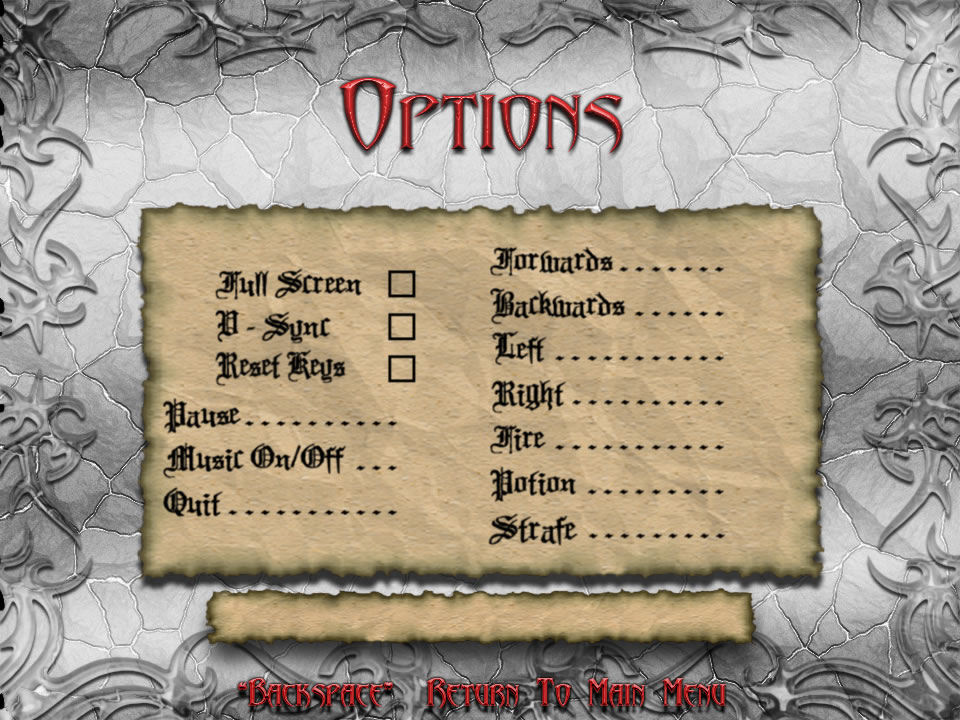 Options
Full Screen
V - Sync
Reset Keys
Pause...........
Music On/Off ...
Quit............
Forwards.......
Backwards ......
Left ...........
Right ..........
Fire ...........
Potion .........
Strafe .........
"Backspace" Return To Main Menu